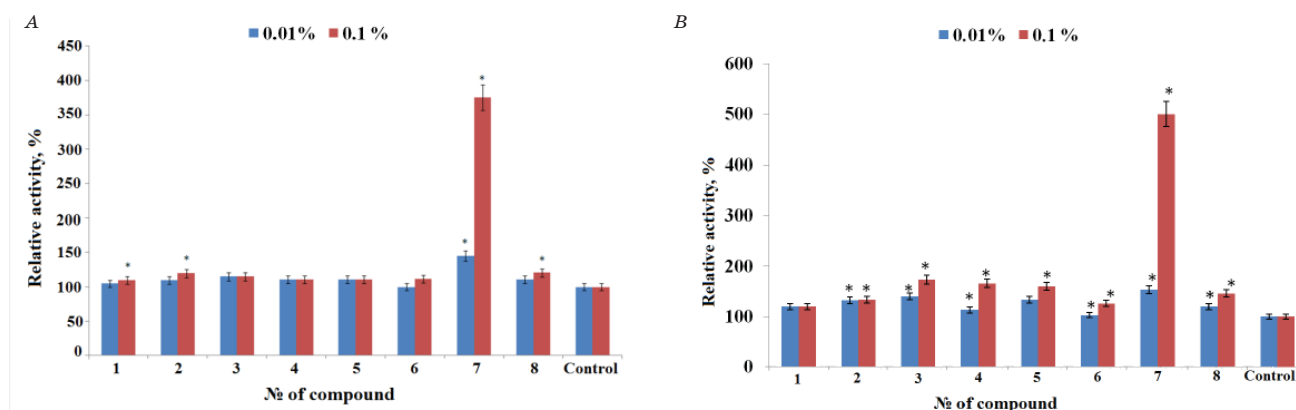 A
0.01% 0.1 %
450
400
350
300
250
200
150
100
50
0
Relative activity, %
* * * * *
1 2 3 4 5 6 7 8 Control
№ of compound
B
0.01% 0.1 %
600
500
400
300
200
100
0
Relative activity, %
* * * * * * * * * * * * *
1 2 3 4 5 6 7 8 Control
№ of compound